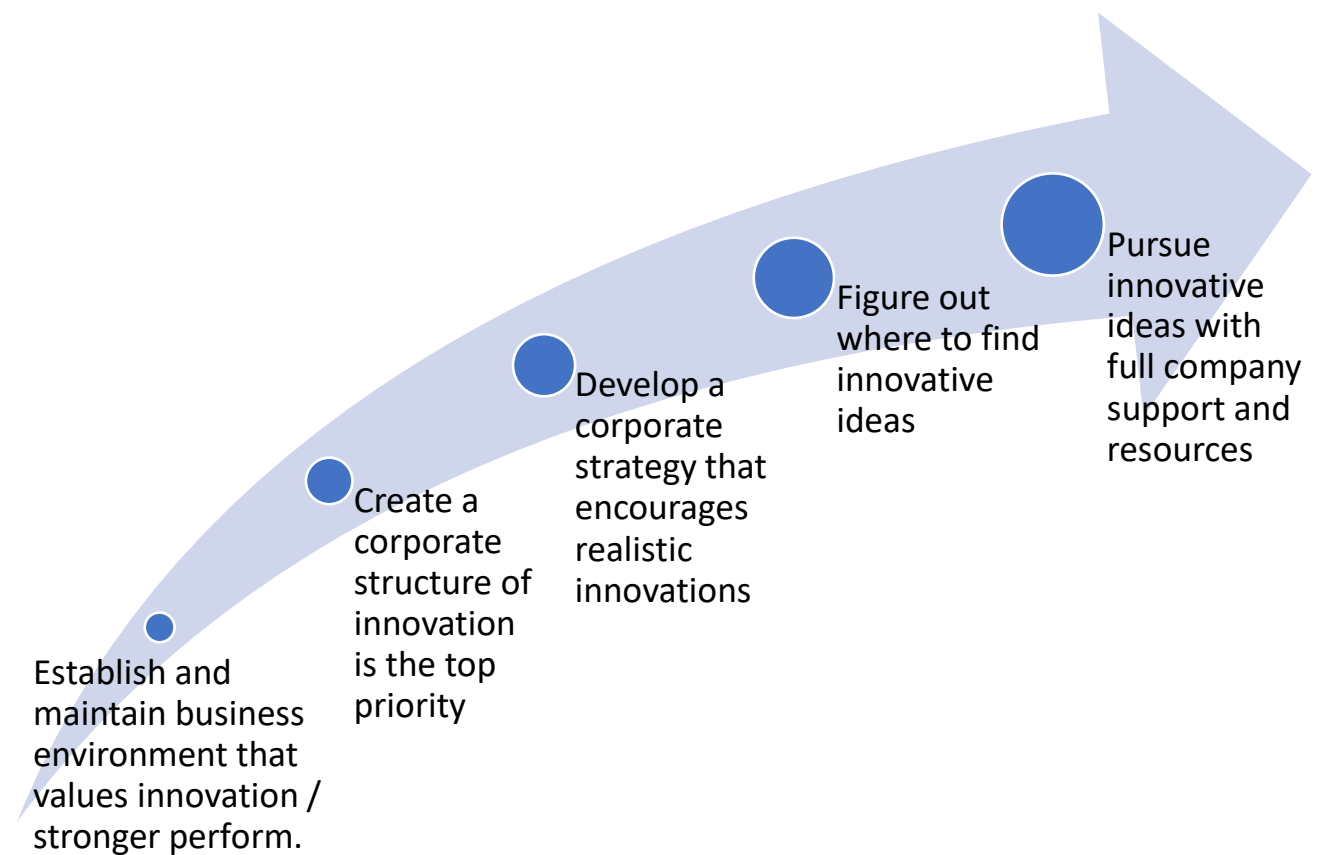 Establish and
maintain business
environment that
values innovation /
stronger perform.
Create a
corporate
structure of
innovation
is the top
priority
Develop a
corporate
strategy that
encourages
realistic
innovations
Figure out
where to find
innovative
ideas
Pursue
innovative
ideas with
full company
support and
resources